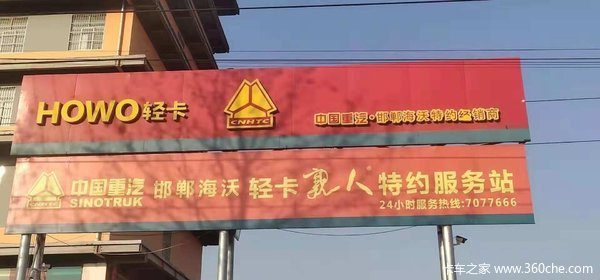 HOWO轻卡
CNHTC
中国重汽·邯郸海沃特约经销商
中国重汽 邯郸海沃 轻卡亲人 特约服务站
CNHTC SINOTRUK
24小时服务热线:7077666
卡车之家 www.360che.com